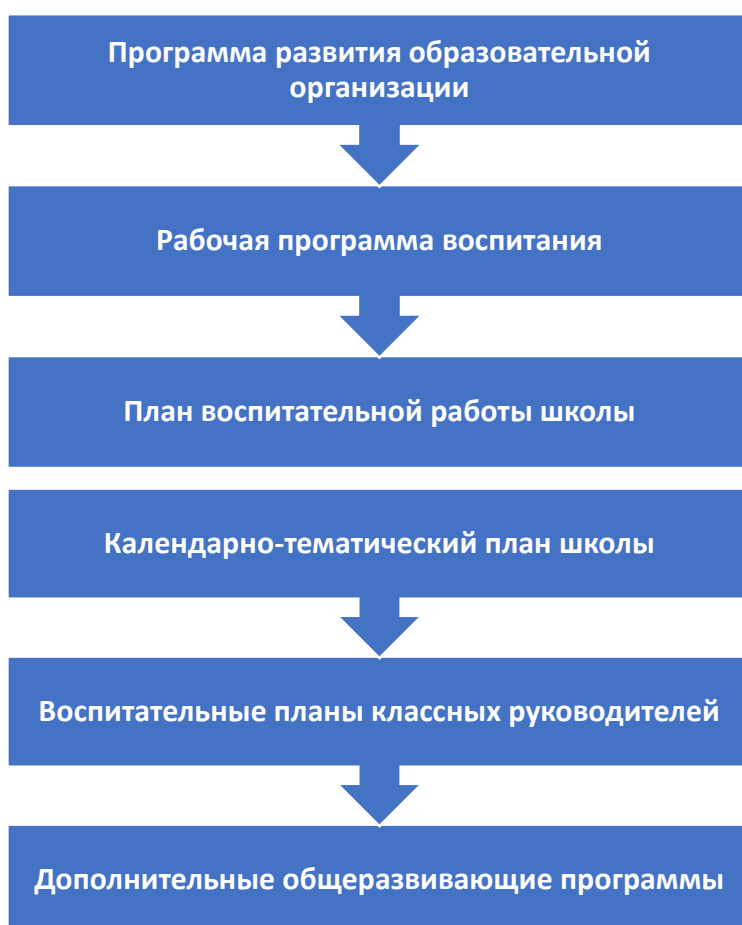 Программа развития образовательной
организации
Рабочая программа воспитания
План воспитательной работы школы
Календарно-тематический план школы
Воспитательные планы классных руководителей
Дополнительные общеразвивающие программы